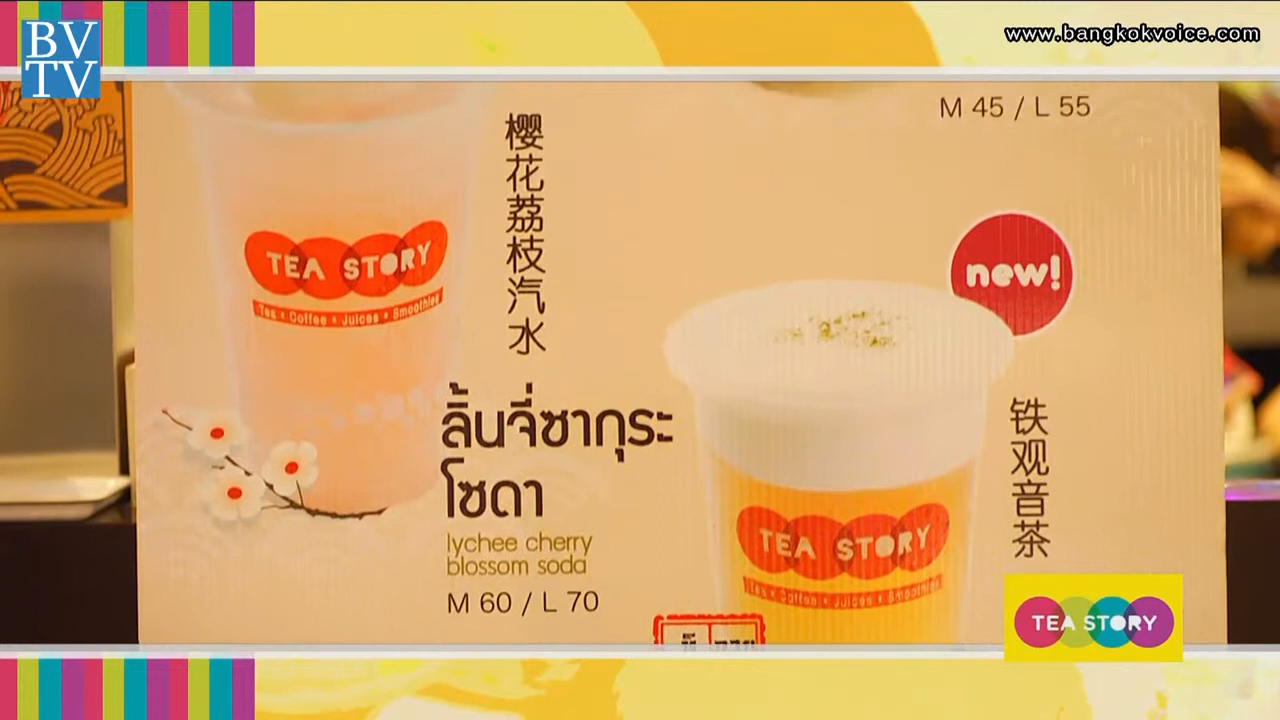 BV
TV
www.bangkokvoice.com
M 45 / L 55
樱花荔枝汽水
TEA STORY
Tea • Coffee • Juices • Smoothies
new!
ลิ้นจี่ซากุระ
โซดา
lychee cherry
blossom soda
M 60 / L 70
铁观音茶
TEA STORY
Tea • Coffee • Juices • Smoothies
TEA STORY